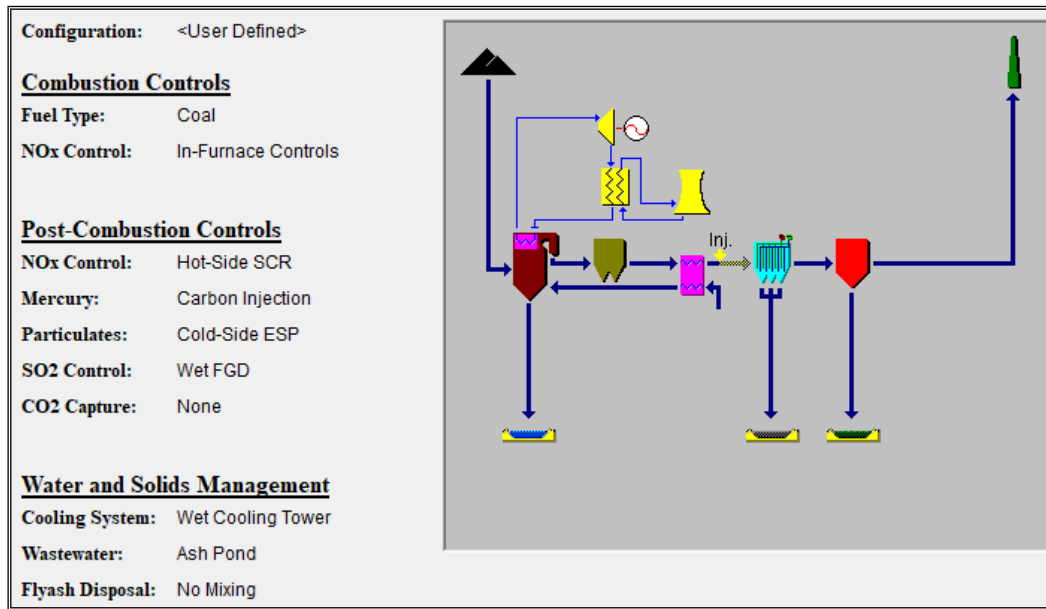 Configuration: <User Defined>
Combustion Controls
Fuel Type: Coal
NOx Control: In-Furnace Controls
Post-Combustion Controls
NOx Control: Hot-Side SCR
Mercury: Carbon Injection
Particulates: Cold-Side ESP
SO2 Control: Wet FGD
CO2 Capture: None
Water and Solids Management
Cooling System: Wet Cooling Tower
Wastewater: Ash Pond
Flyash Disposal: No Mixing
Inj.